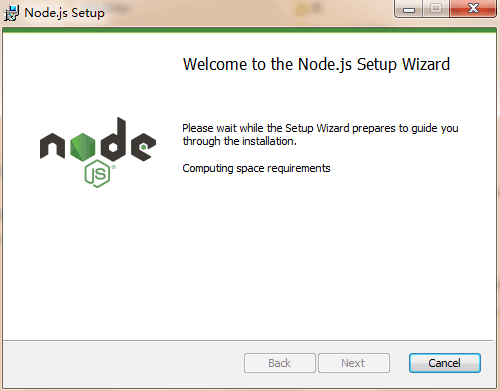 Node.js Setup
Welcome to the Node.js Setup Wizard
Please wait while the Setup Wizard prepares to guide you
through the installation.
node
JS®
Computing space requirements
Back
Next
Cancel